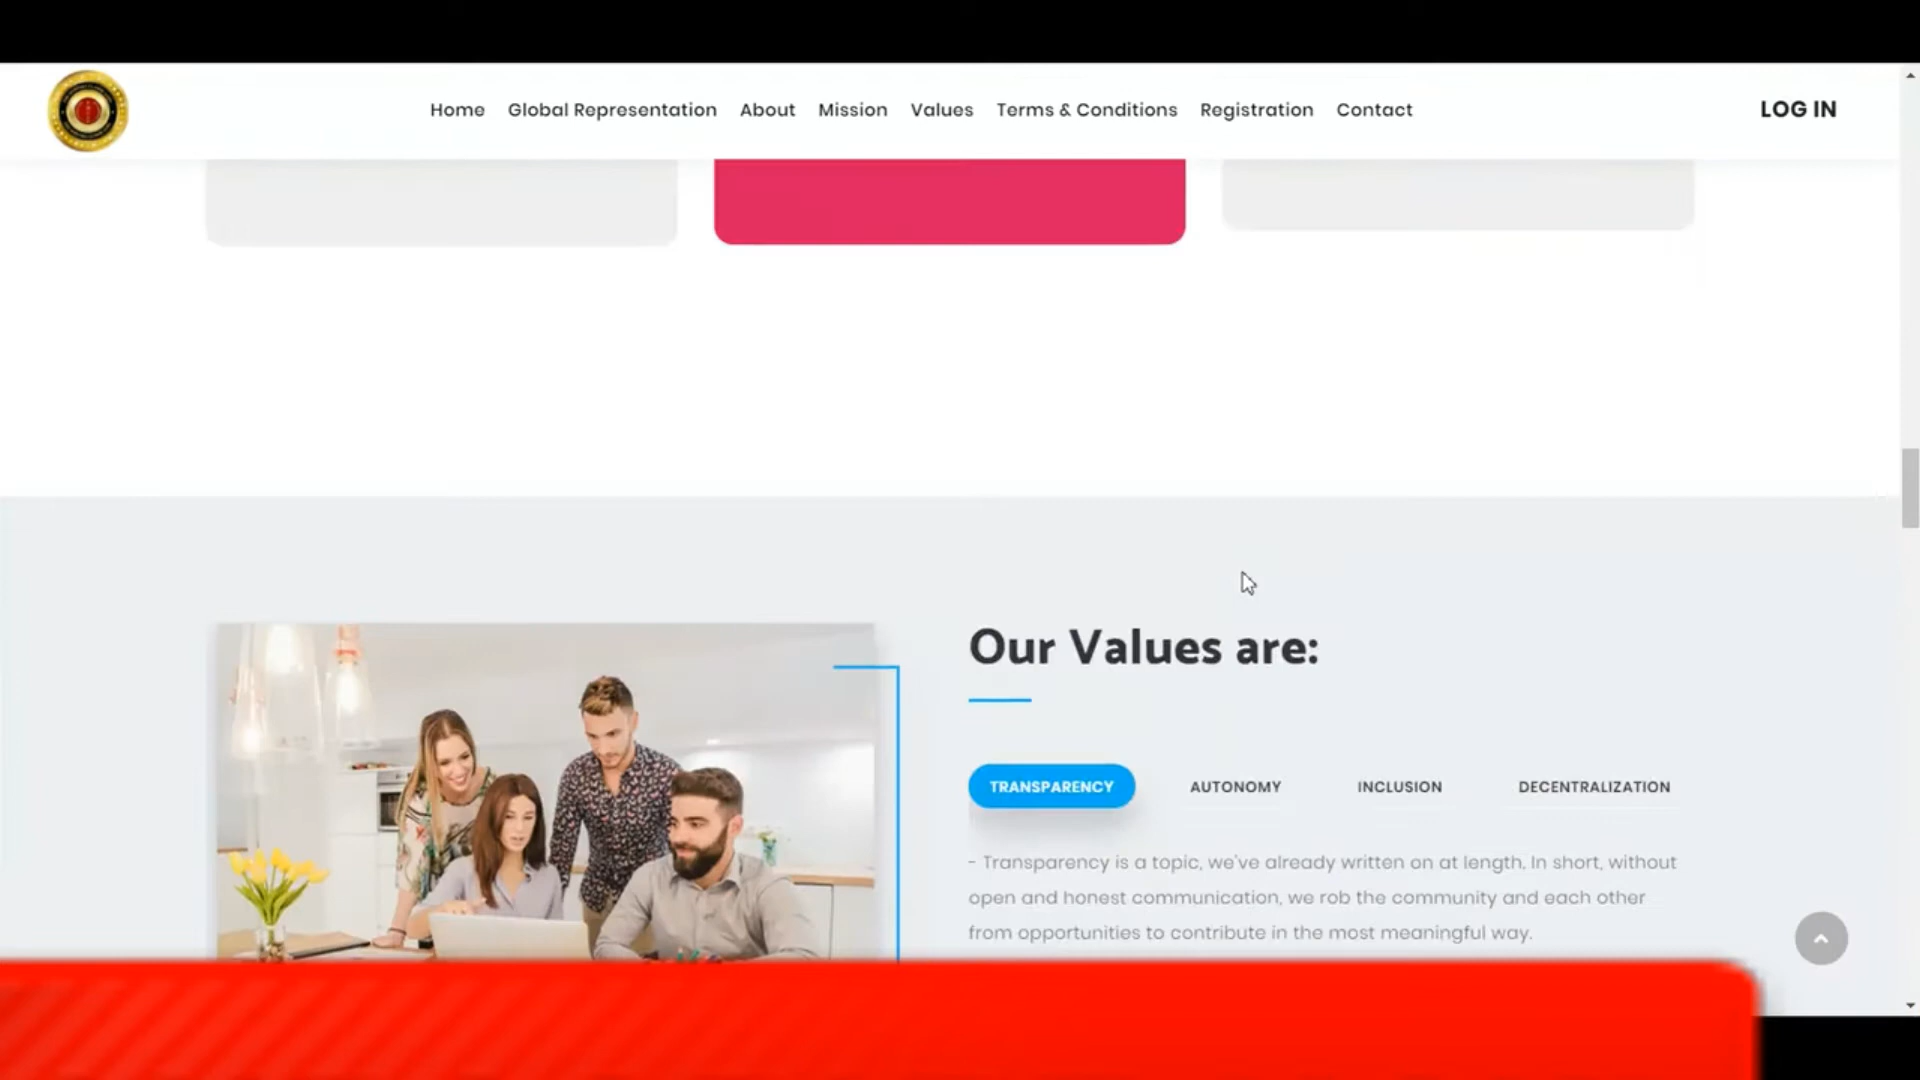 Home Global Representation About Mission Values Terms & Conditions Registration Contact LOG IN
Our Values are:
TRANSPARENCY AUTONOMY INCLUSION DECENTRALIZATION
- Transparency is a topic, we've already written on at length. In short, without
open and honest communication, we rob the community and each other
from opportunities to contribute in the most meaningful way.